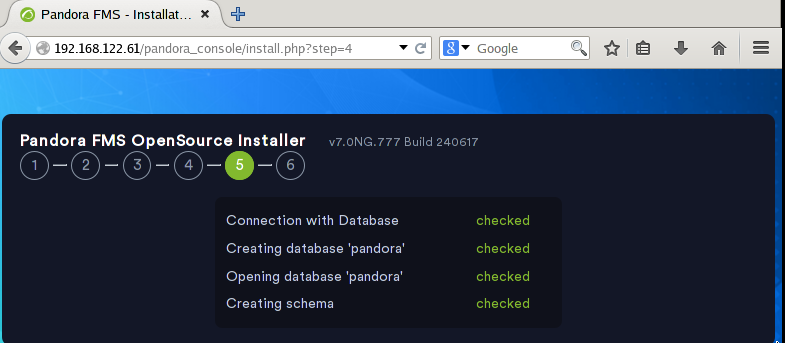 Pandora FMS - Installat…
192.168.122.61/pandora_console/install.php?step=4
Google
Pandora FMS OpenSource Installer v7.0NG.777 Build 240617
1 2 3 4 5 6
Connection with Database checked
Creating database 'pandora' checked
Opening database 'pandora' checked
Creating schema checked